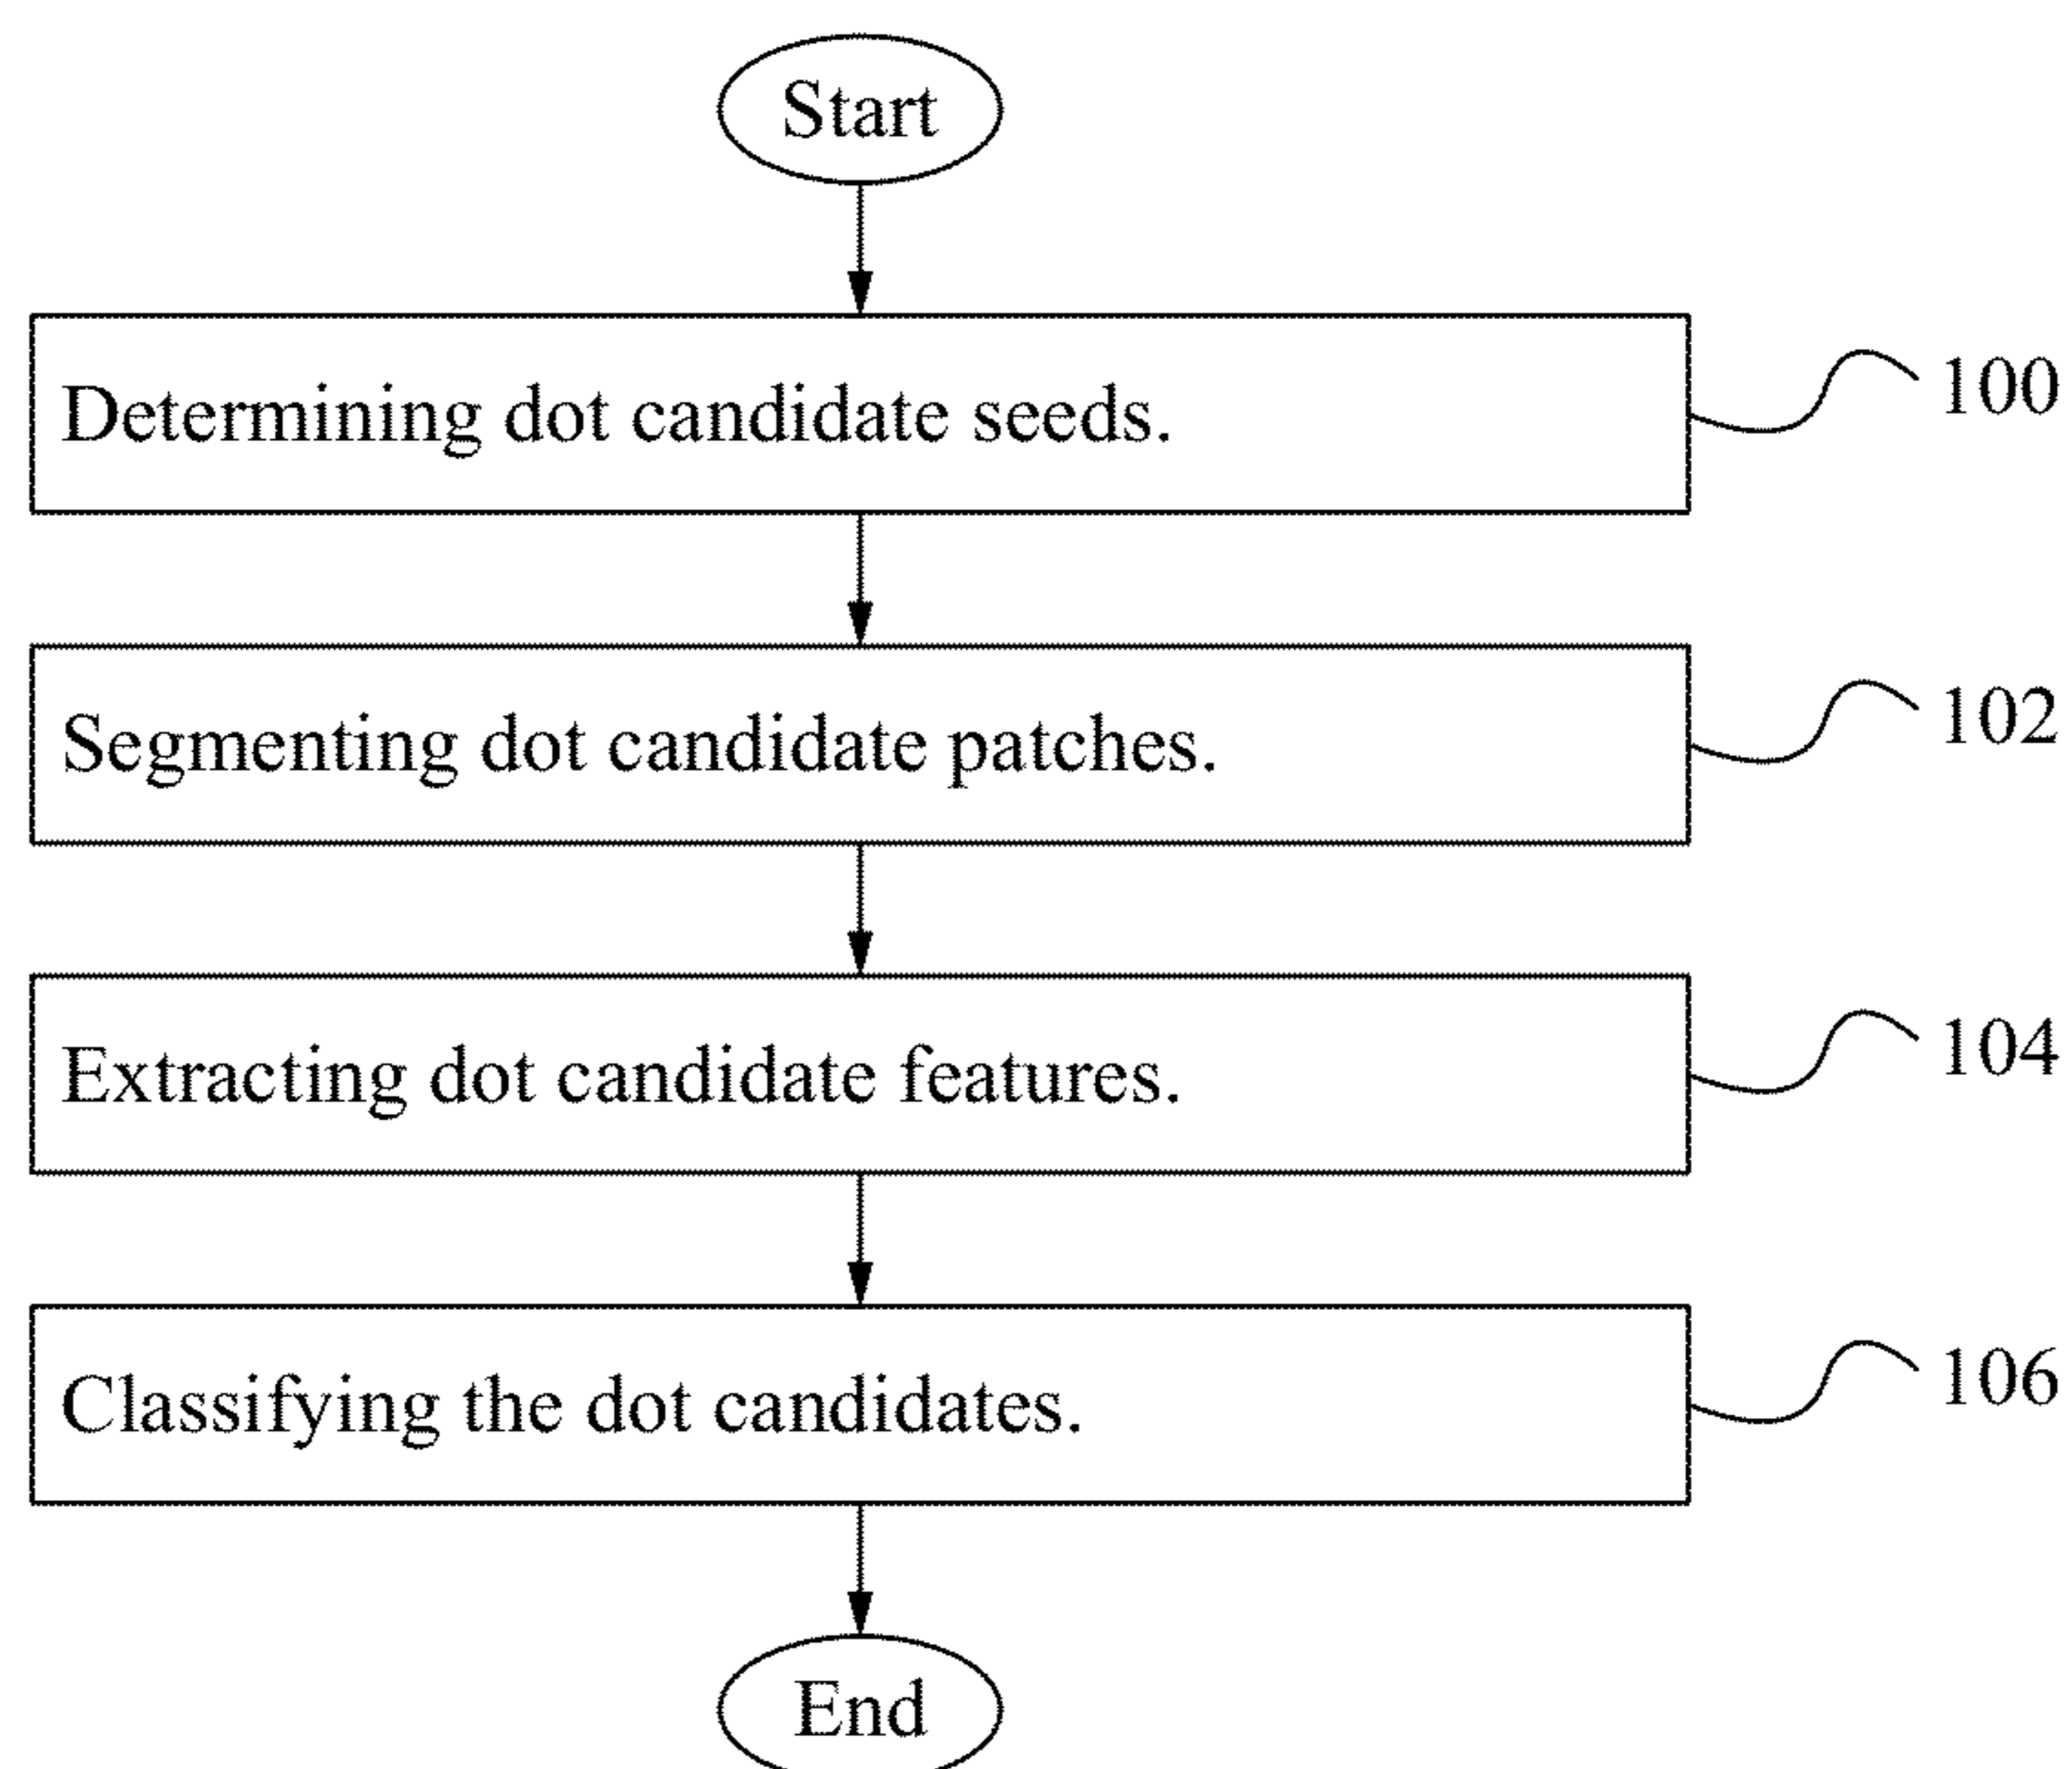 Start
Determining dot candidate seeds.
100
Segmenting dot candidate patches.
102
Extracting dot candidate features.
104
Classifying the dot candidates.
106
End